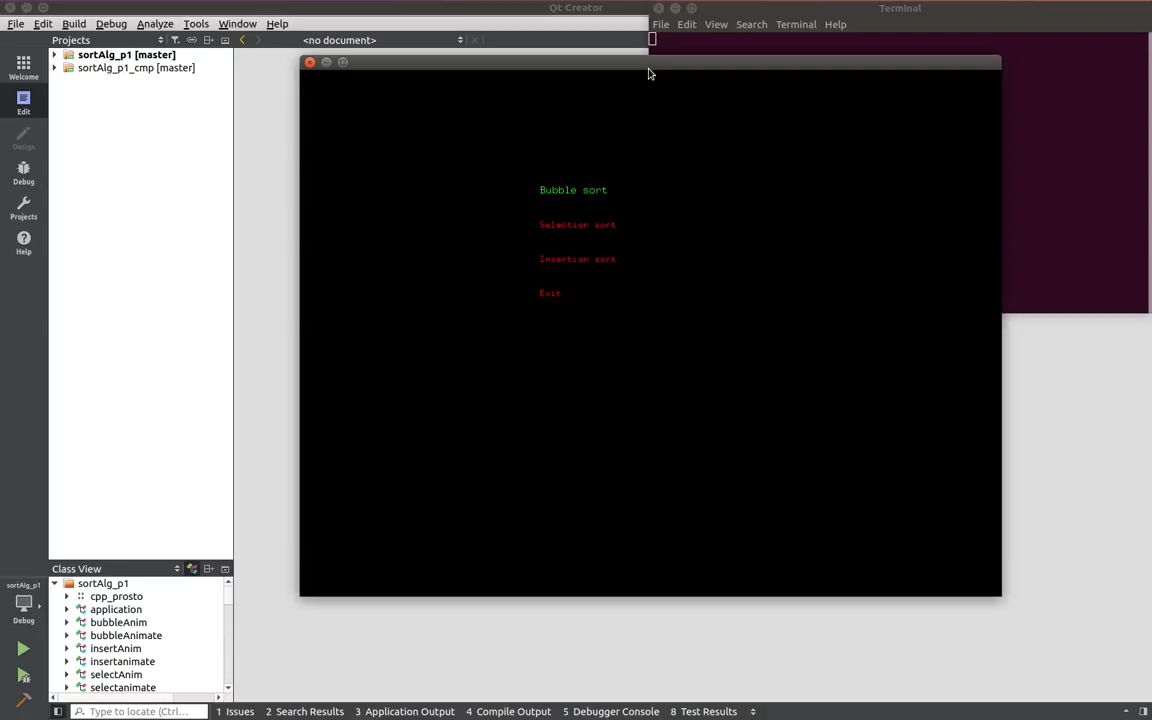 Qt Creator
Terminal
File Edit Build Debug Analyze Tools Window Help
File Edit View Search Terminal Help
Projects
<no document>
sortAlg_p1 [master]
sortAlg_p1_cmp [master]
Welcome
Edit
Design
Debug
Projects
Help
Bubble sort
Selection sort
Insertion sort
Exit
Class View
sortAlg_p1
cpp_prosto
application
bubbleAnim
bubbleAnimate
insertAnim
insertanimate
selectAnim
selectanimate
sortAlg_p1
Debug
Type to locate (Ctrl...
1 Issues 2 Search Results 3 Application Output 4 Compile Output 5 Debugger Console 8 Test Results